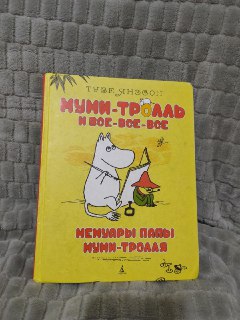 ТУВЕ ЯНССОН
МУМИ-ТРОЛЛЬ
И ВСЕ-ВСЕ-ВСЕ
МЕМУАРЫ ПАПЫ
МУМИ-ТРОЛЛЯ